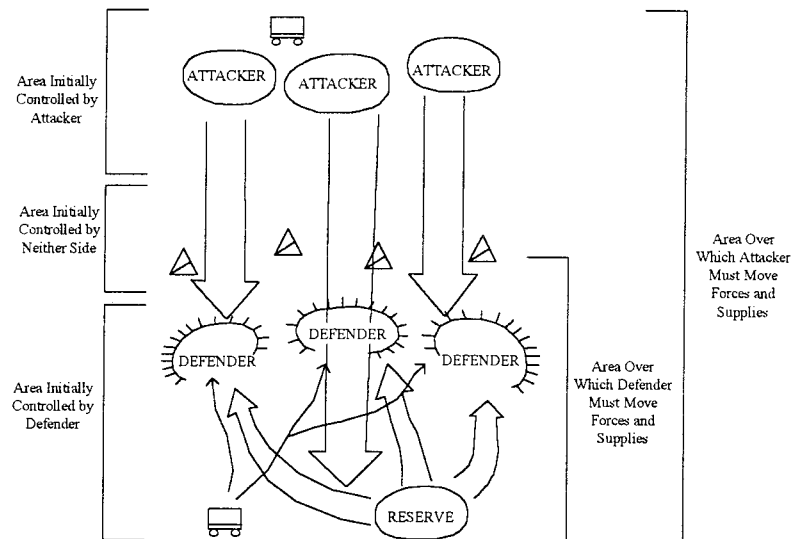 ATTACKER
ATTACKER
ATTACKER
Area Initially
Controlled by
Attacker
Area Initially
Controlled by
Neither Side
Area Over
Which Attacker
Must Move
Forces and
Supplies
DEFENDER
DEFENDER
DEFENDER
Area Initially
Controlled by
Defender
Area Over
Which Defender
Must Move
Forces and
Supplies
RESERVE